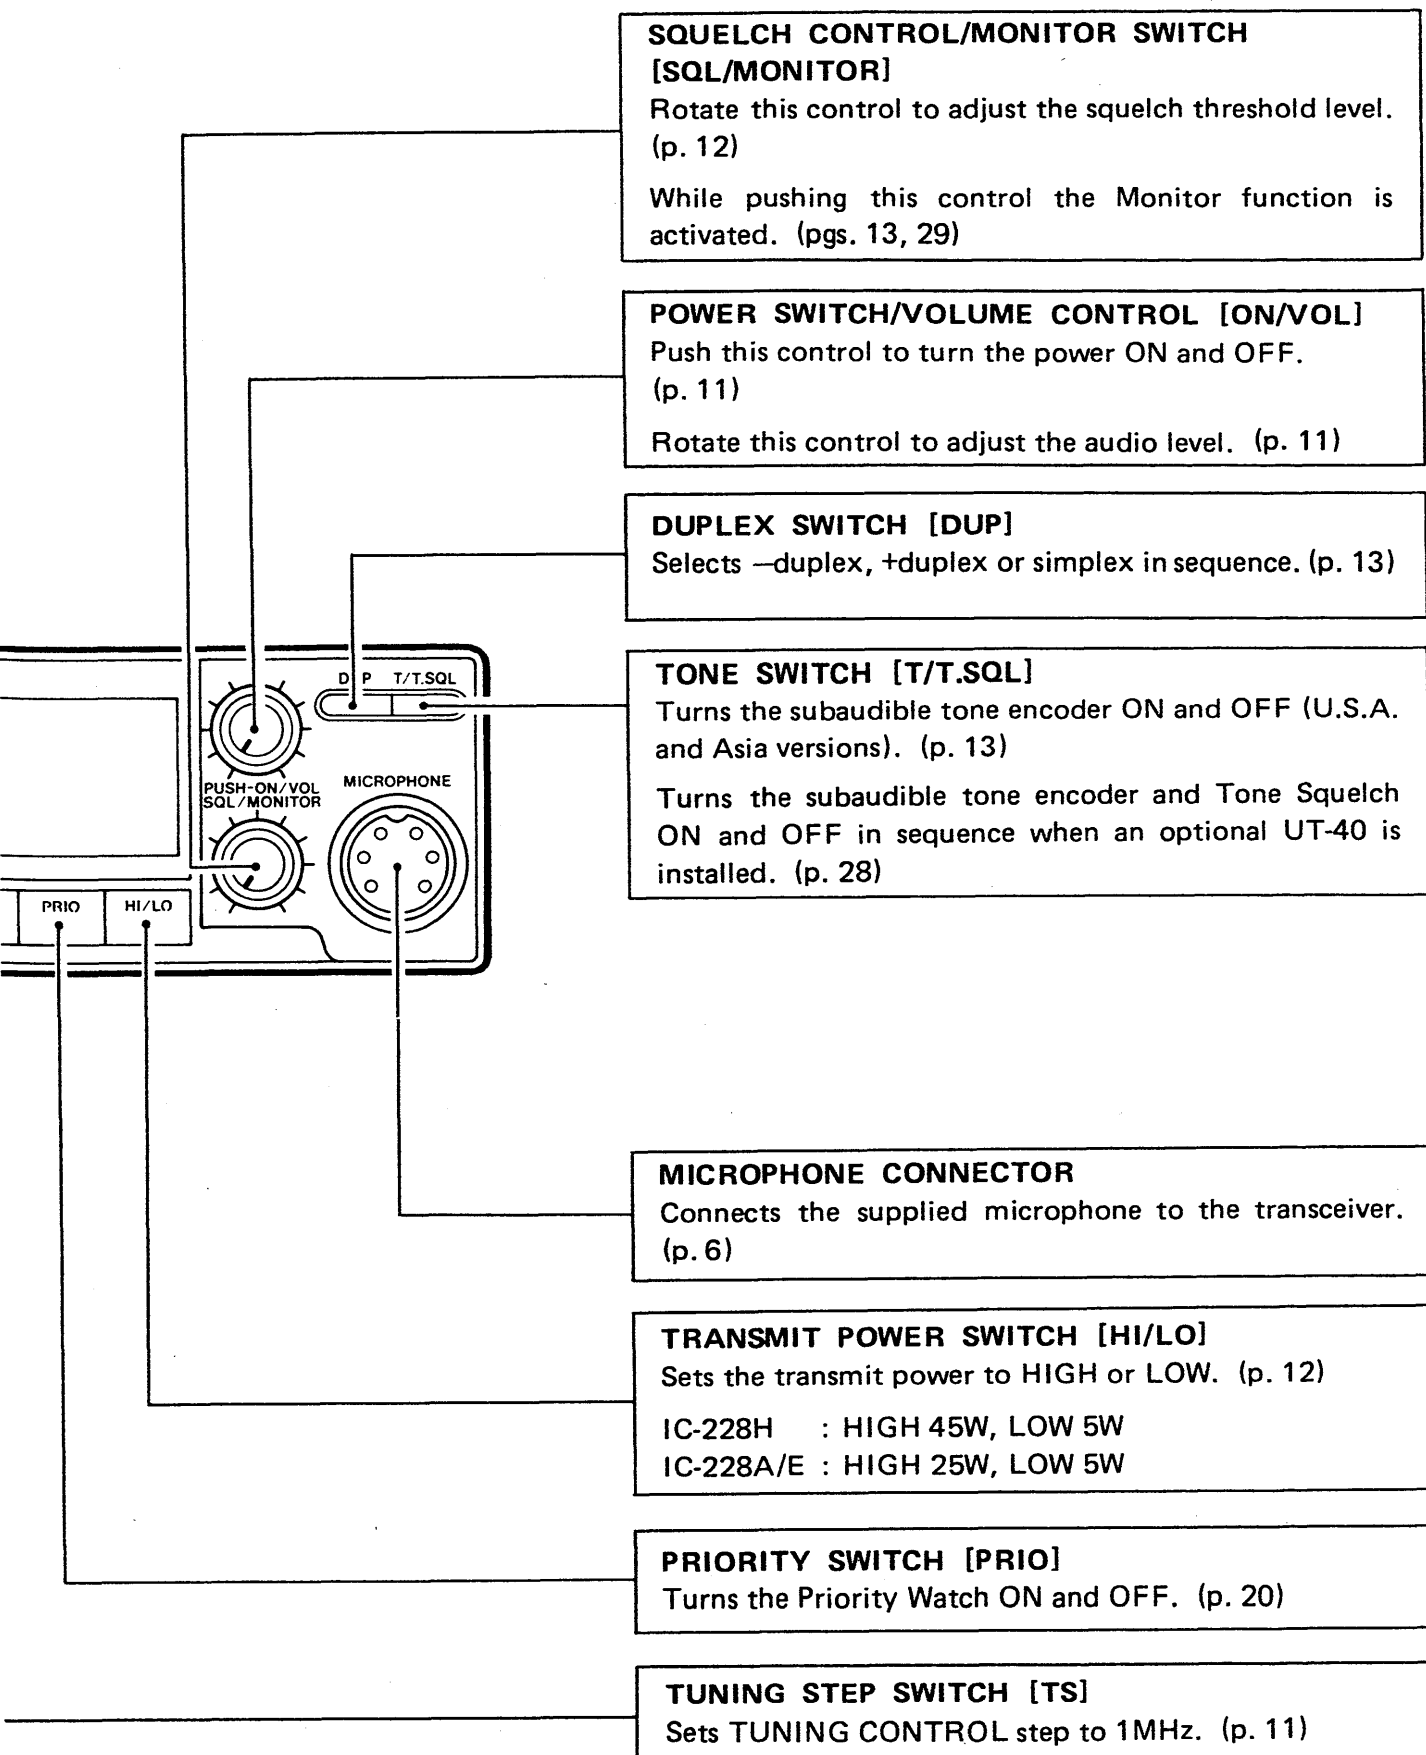 SQUELCH CONTROL/MONITOR SWITCH
[SQL/MONITOR]
Rotate this control to adjust the squelch threshold level.
(p. 12)
While pushing this control the Monitor function is
activated. (pgs. 13, 29)
POWER SWITCH/VOLUME CONTROL [ON/VOL]
Push this control to turn the power ON and OFF.
(p. 11)
Rotate this control to adjust the audio level. (p. 11)
DUPLEX SWITCH [DUP]
Selects —duplex, +duplex or simplex in sequence. (p. 13)
TONE SWITCH [T/T.SQL]
Turns the subaudible tone encoder ON and OFF (U.S.A.
and Asia versions). (p. 13)
Turns the subaudible tone encoder and Tone Squelch
ON and OFF in sequence when an optional UT-40 is
installed. (p. 28)
D P T/T.SQL
PUSH-ON/VOL
SQL/MONITOR
MICROPHONE
PRIO HI/LO
MICROPHONE CONNECTOR
Connects the supplied microphone to the transceiver.
(p. 6)
TRANSMIT POWER SWITCH [HI/LO]
Sets the transmit power to HIGH or LOW. (p. 12)
IC-228H : HIGH 45W, LOW 5W
IC-228A/E : HIGH 25W, LOW 5W
PRIORITY SWITCH [PRIO]
Turns the Priority Watch ON and OFF. (p. 20)
TUNING STEP SWITCH [TS]
Sets TUNING CONTROL step to 1MHz. (p. 11)